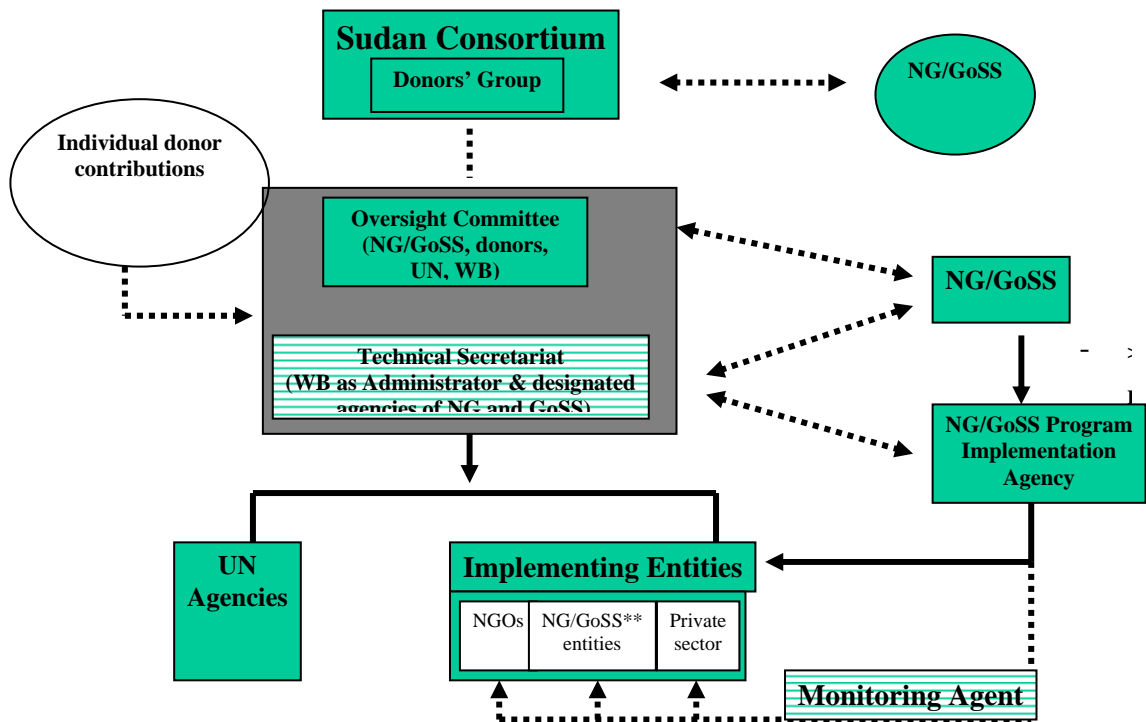 Sudan Consortium
Donors’ Group
NG/GoSS
Individual donor
contributions
Oversight Committee
(NG/GoSS, donors,
UN, WB)
NG/GoSS
Technical Secretariat
(WB as Administrator & designated
agencies of NG and GoSS)
NG/GoSS Program
Implementation
Agency
UN
Agencies
Implementing Entities
NGOs
NG/GoSS**
entities
Private
sector
Monitoring Agent